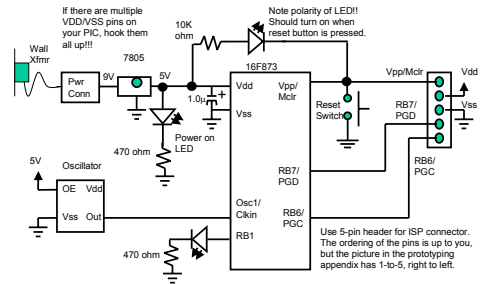 If there are multiple
VDD/VSS pins on
your PIC, hook them
all up!!!
10K
ohm
Note polarity of LED!!
Should turn on when
reset button is pressed.
Wall
Xfmr
7805
Pwr
Conn
9V
5V
1.0µ
+
Power on
LED
470 ohm
16F873
Vdd
Vss
Vpp/
Mclr
Reset
Switch
Vpp/Mclr
Vdd
Vss
RB7/
PGD
RB6/
PGC
RB7/
PGD
RB6/
PGC
Osc1/
Clkin
RB1
5V
Oscillator
OE Vdd
Vss Out
470 ohm
Use 5-pin header for ISP connector.
The ordering of the pins is up to you,
but the picture in the prototyping
appendix has 1-to-5, right to left.